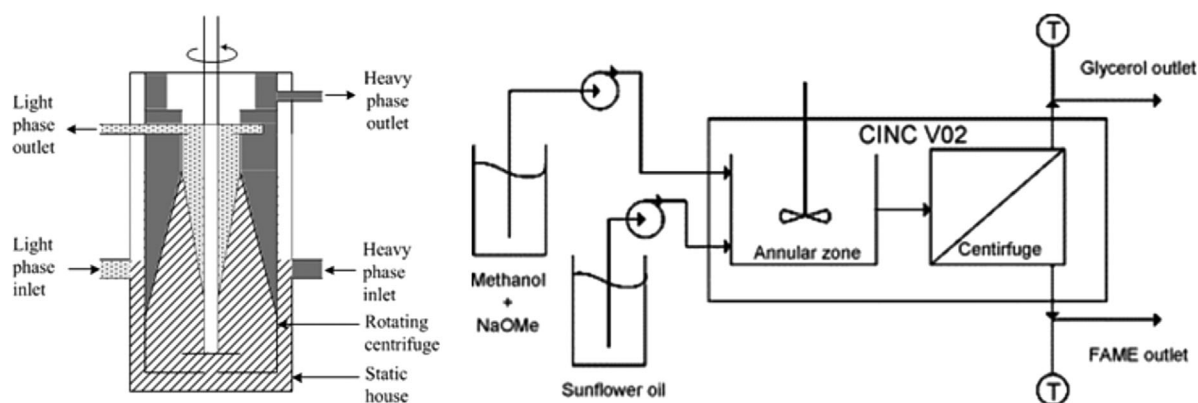 Light
phase
outlet
Heavy
phase
outlet
Light
phase
inlet
Heavy
phase
inlet
Rotating
centrifuge
Static
house
T
Glycerol outlet
CINC V02
Annular zone
Centirfuge
Methanol
+
NaOMe
Sunflower oil
FAME outlet
T